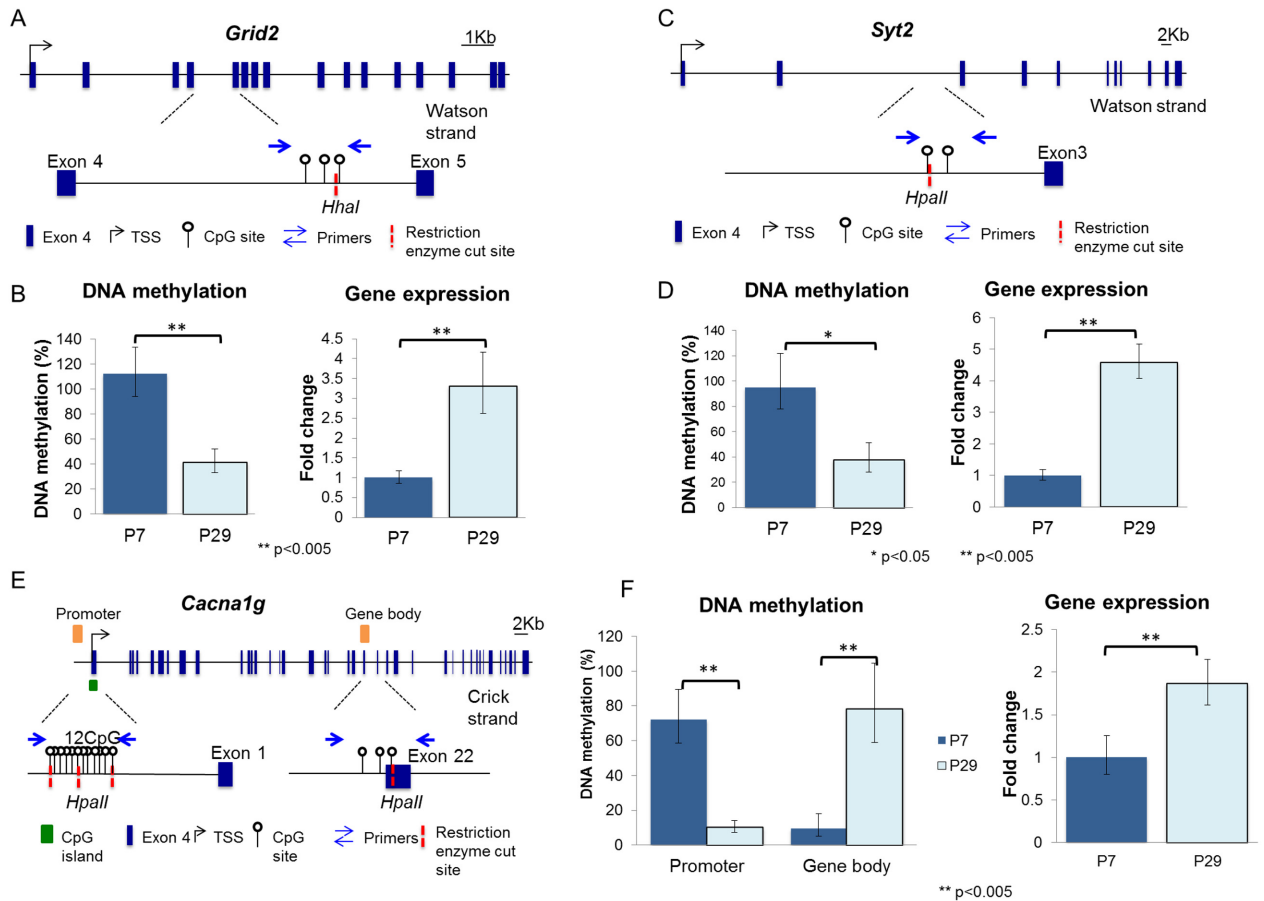 A
Grid2
1Kb
Watson
strand
Exon 4
Exon 5
HhaI
Exon 4
TSS
CpG site
Primers
Restriction
enzyme cut site
C
Syt2
2Kb
Watson strand
Exon3
HpaII
Exon 4
TSS
CpG site
Primers
Restriction
enzyme cut site
B
DNA methylation
DNA methylation (%)
140
120
100
80
60
40
20
0
**
P7
P29
Gene expression
Fold change
4.5
4
3.5
3
2.5
2
1.5
1
0.5
0
**
P7
P29
** p<0.005
D
DNA methylation
DNA methylation (%)
140
120
100
80
60
40
20
0
*
P7
P29
* p<0.05
Gene expression
Fold change
6
5
4
3
2
1
0
**
P7
P29
** p<0.005
E
Promoter
Cacna1g
Gene body
2Kb
Crick
strand
12CpG
Exon 1
HpaII
Exon 22
HpaII
CpG
island
Exon 4
TSS
CpG
site
Primers
Restriction
enzyme cut
site
F
DNA methylation
DNA methylation (%)
120
100
80
60
40
20
0
**
**
Promoter
Gene body
P7
P29
Gene expression
Fold change
2.5
2
1.5
1
0.5
0
**
P7
P29
** p<0.005